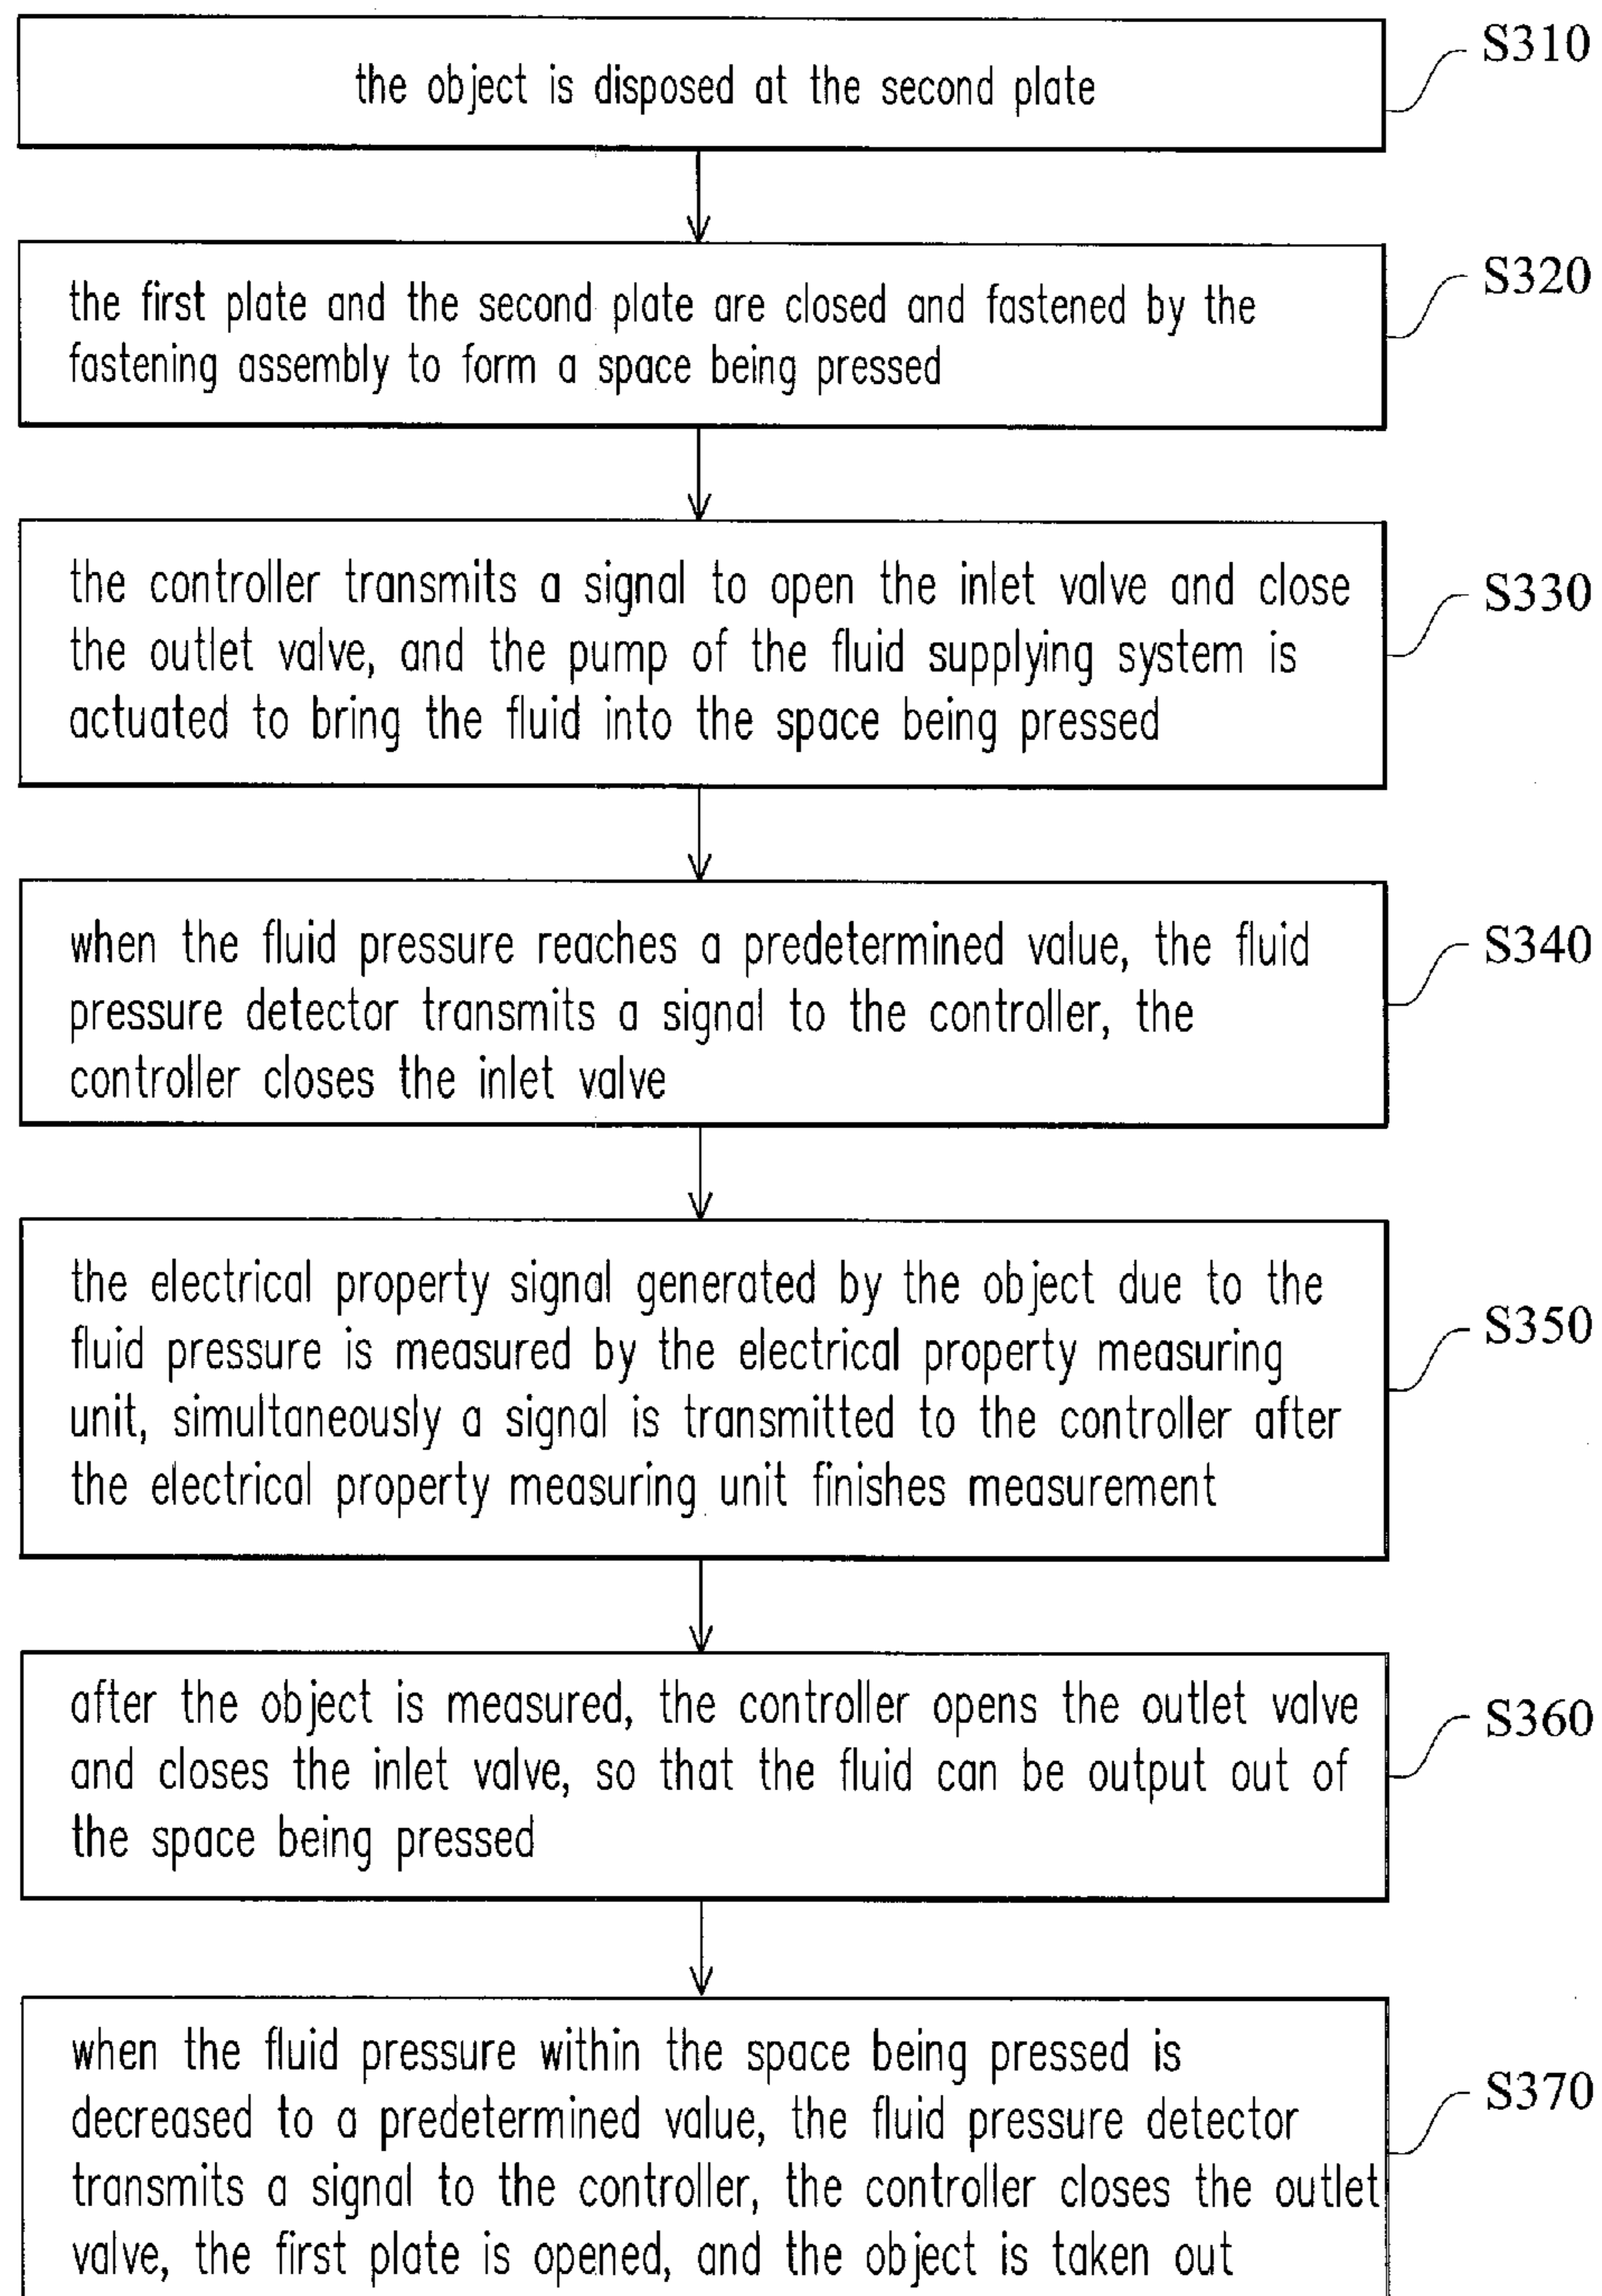 the object is disposed at the second plate
S310
the first plate and the second plate are closed and fastened by the
fastening assembly to form a space being pressed
S320
the controller transmits a signal to open the inlet valve and close
the outlet valve, and the pump of the fluid supplying system is
actuated to bring the fluid into the space being pressed
S330
when the fluid pressure reaches a predetermined value, the fluid
pressure detector transmits a signal to the controller, the
controller closes the inlet valve
S340
the electrical property signal generated by the object due to the
fluid pressure is measured by the electrical property measuring
unit, simultaneously a signal is transmitted to the controller after
the electrical property measuring unit finishes measurement
S350
after the object is measured, the controller opens the outlet valve
and closes the inlet valve, so that the fluid can be output out of
the space being pressed
S360
when the fluid pressure within the space being pressed is
decreased to a predetermined value, the fluid pressure detector
transmits a signal to the controller, the controller closes the outlet
valve, the first plate is opened, and the object is taken out
S370